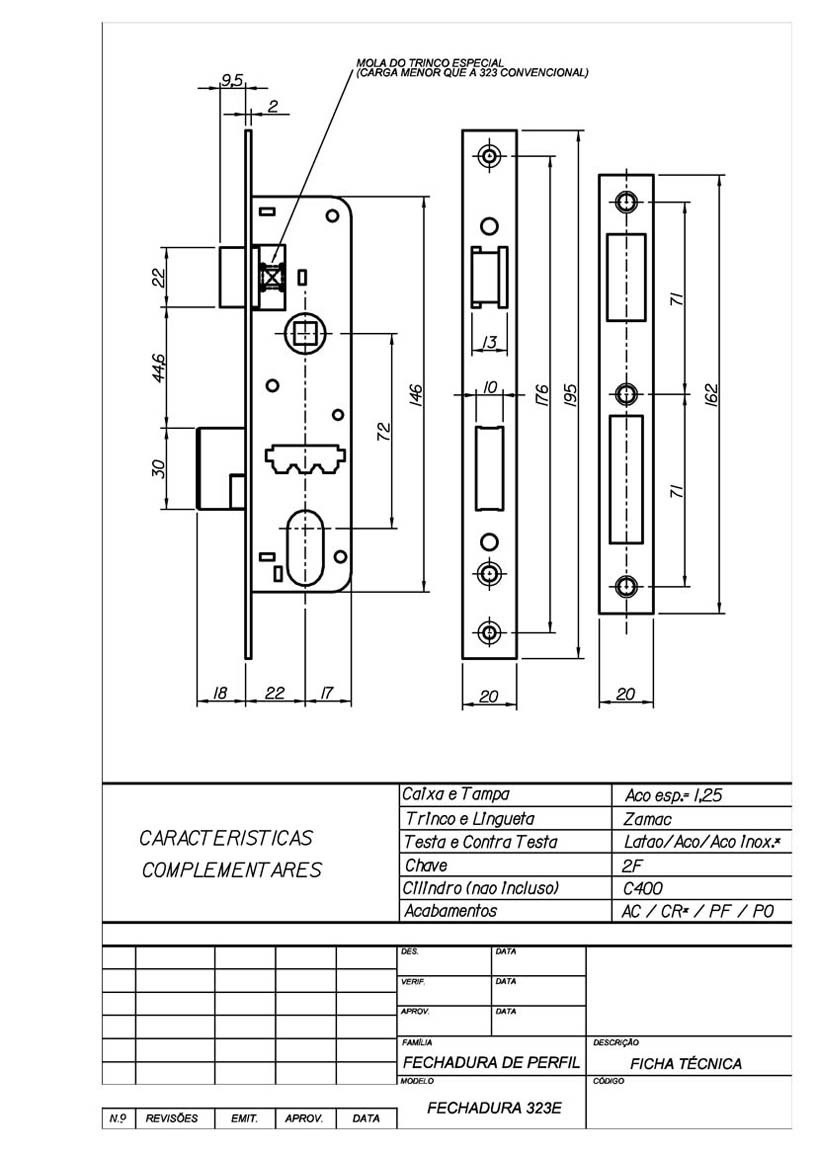 MOLA DO TRINCO ESPECIAL
(CARGA MENOR QUE A 323 CONVENCIONAL)
9,5
2
22
44,6
30
146
72
18
22
17
13
10
176
195
20
71
71
162
20
CARACTERISTICAS
COMPLEMENTARES
Caixa e Tampa
Aco esp.= 1,25
Trinco e Lingueta
Zamac
Testa e Contra Testa
Latao/Aco/Aco Inox.*
Chave
2F
Cilindro (nao incluso)
C400
Acabamentos
AC / CR* / PF / PO
DES.
DATA
VERIF.
DATA
APROV.
DATA
FAMÍLIA
FECHADURA DE PERFIL
DESCRIÇÃO
FICHA TÉCNICA
MODELO
FECHADURA 323E
CÓDIGO
N.º
REVISÕES
EMIT.
APROV.
DATA